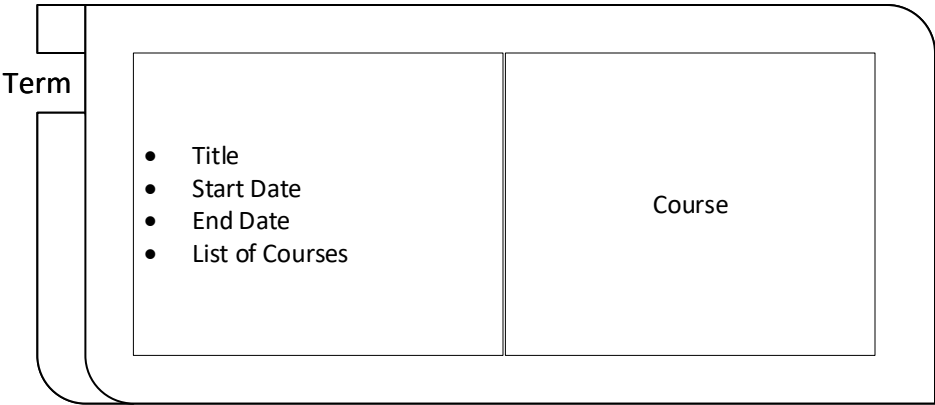 Term
• Title
• Start Date
• End Date
• List of Courses
Course